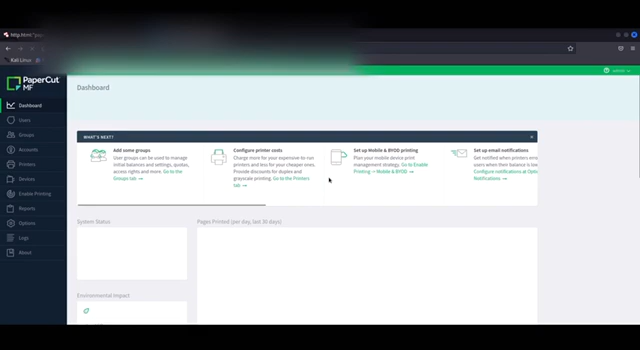 Kali Linux
admin
PaperCut
MF
Dashboard
Users
Groups
Accounts
Printers
Devices
Enable Printing
Reports
Options
Logs
About
Dashboard
WHAT'S NEXT?
Add some groups
User groups can be used to manage
initial balances and settings, quotas,
access rights and more. Go to the
Groups tab →
Configure printer costs
Charge more for your expensive-to-run
printers and less for your cheaper ones.
Provide discounts for duplex and
greyscale printing. Go to the Printers
tab →
Set up Mobile & BYOD printing
Plan your mobile device print
management strategy. Go to Enable
Printing → Mobile & BYOD →
Set up email notifications
Get notified when printers enter
users when balance is low
Configure notifications at Opti
Notifications →
System Status
Pages Printed (per day, last 30 days)
Environmental Impact